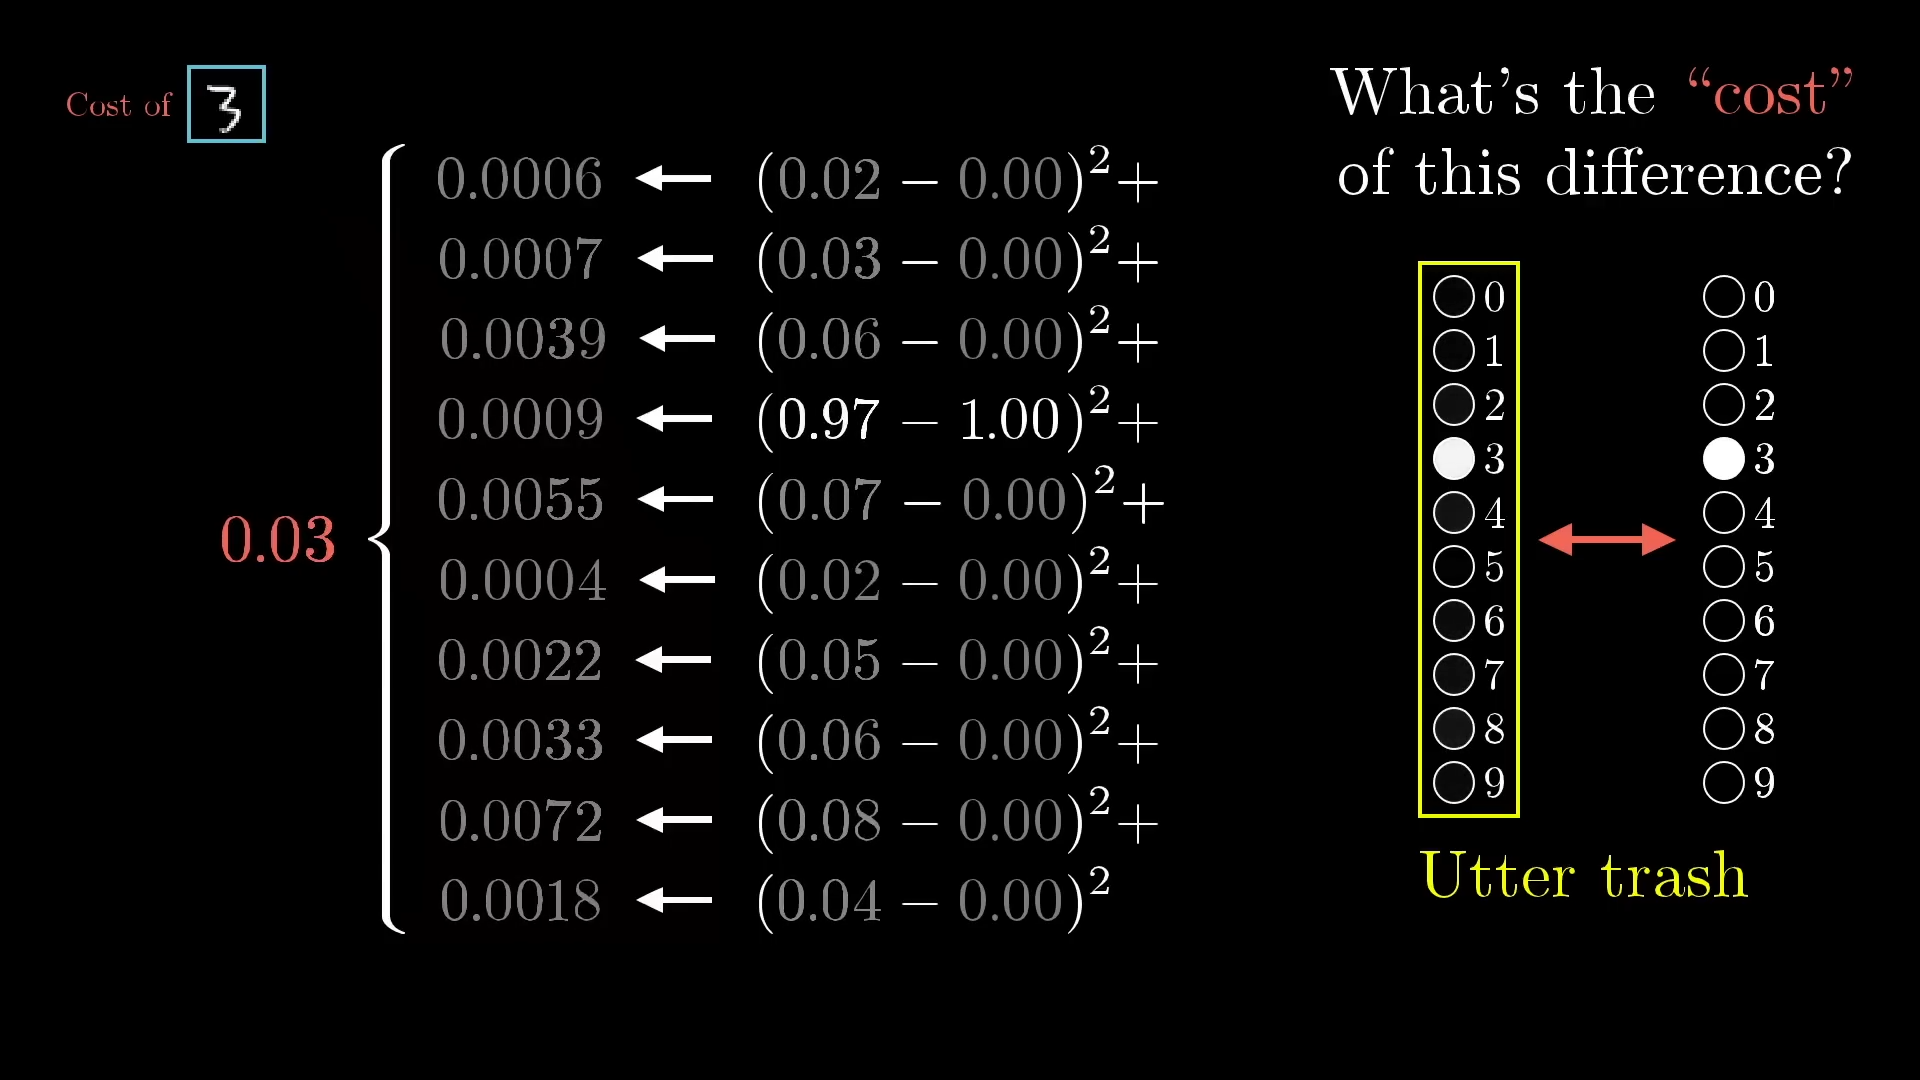 Cost of 3
What's the “cost”
of this difference?
0.03
0.0006 ← (0.02 − 0.00)² +
0.0007 ← (0.03 − 0.00)² +
0.0039 ← (0.06 − 0.00)² +
0.0009 ← (0.97 − 1.00)² +
0.0055 ← (0.07 − 0.00)² +
0.0004 ← (0.02 − 0.00)² +
0.0022 ← (0.05 − 0.00)² +
0.0033 ← (0.06 − 0.00)² +
0.0072 ← (0.08 − 0.00)² +
0.0018 ← (0.04 − 0.00)²
0 0
1 1
2 2
3 3
4 4
5 5
6 6
7 7
8 8
9 9
Utter trash